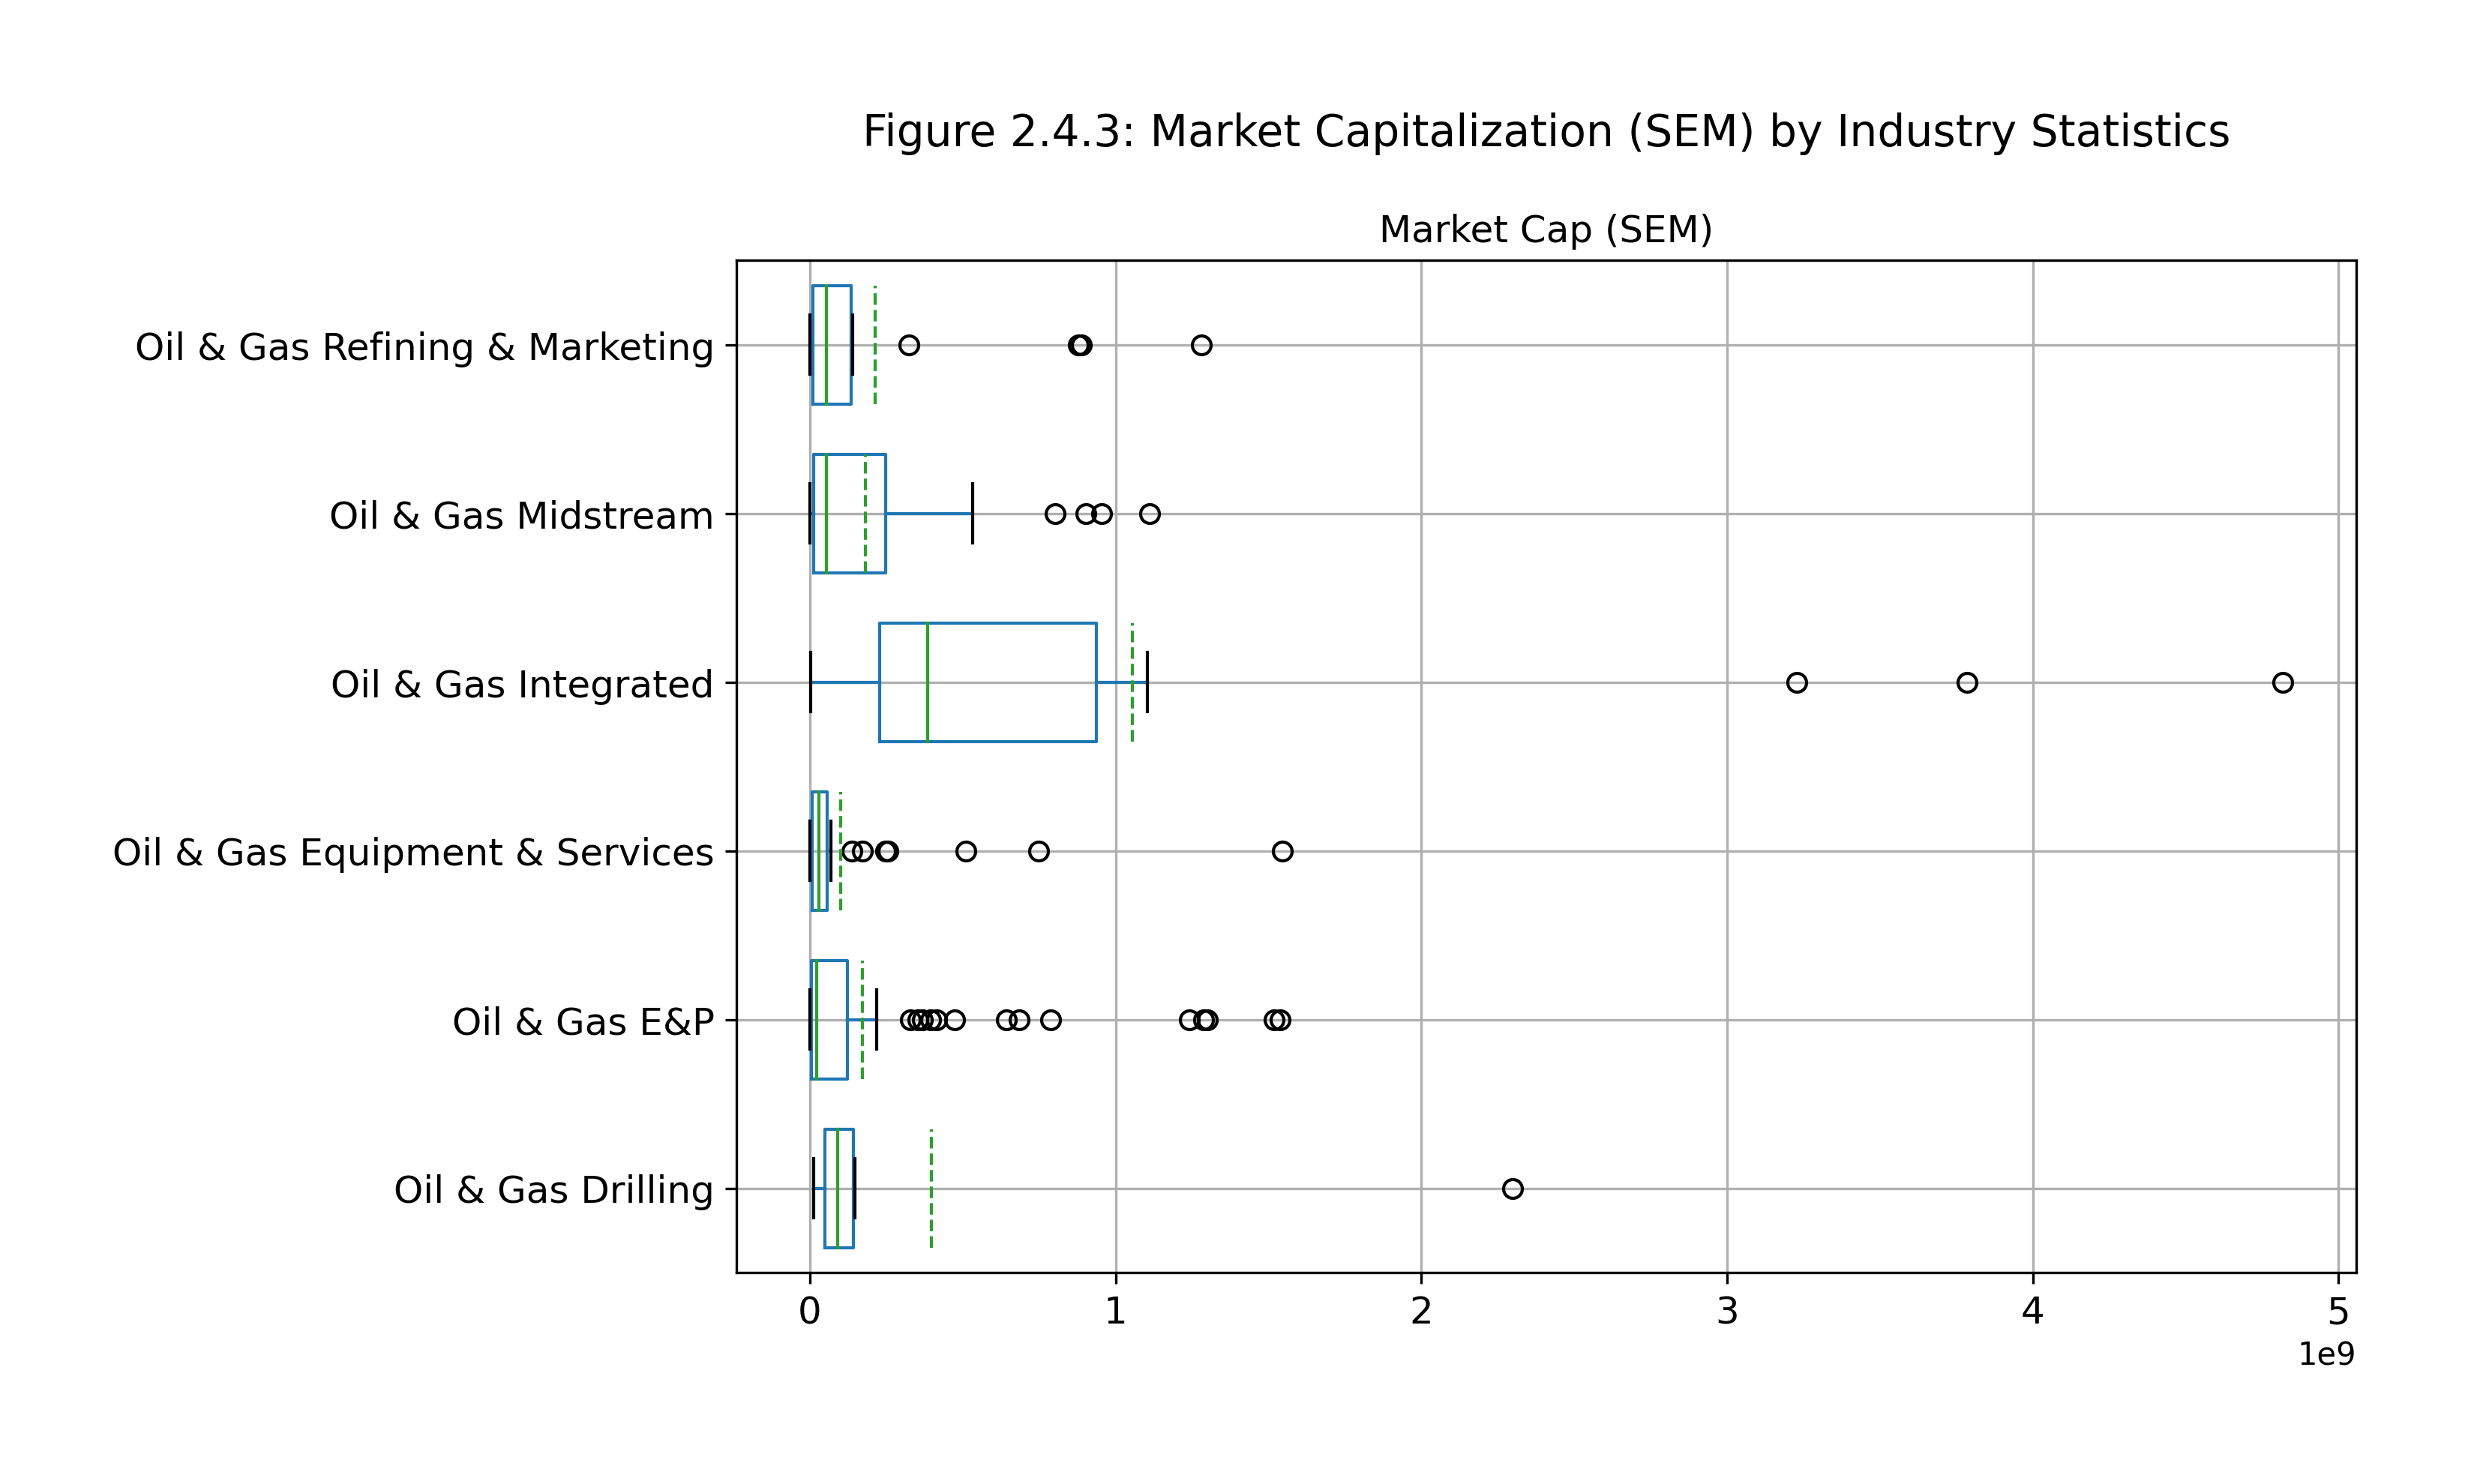 Figure 2.4.3: Market Capitalization (SEM) by Industry Statistics
Market Cap (SEM)
Oil & Gas Refining & Marketing
Oil & Gas Midstream
Oil & Gas Integrated
Oil & Gas Equipment & Services
Oil & Gas E&P
Oil & Gas Drilling
0 1 2 3 4 5
1e9